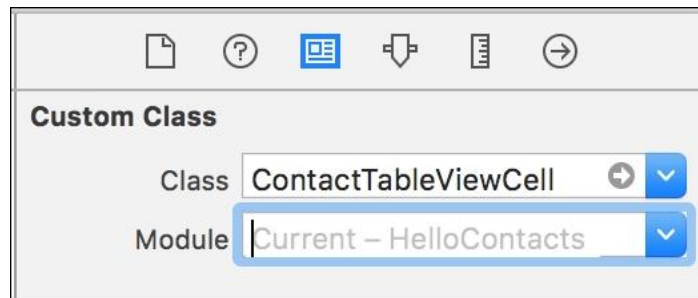 Custom Class
Class ContactTableViewCell
Module Current – HelloContacts